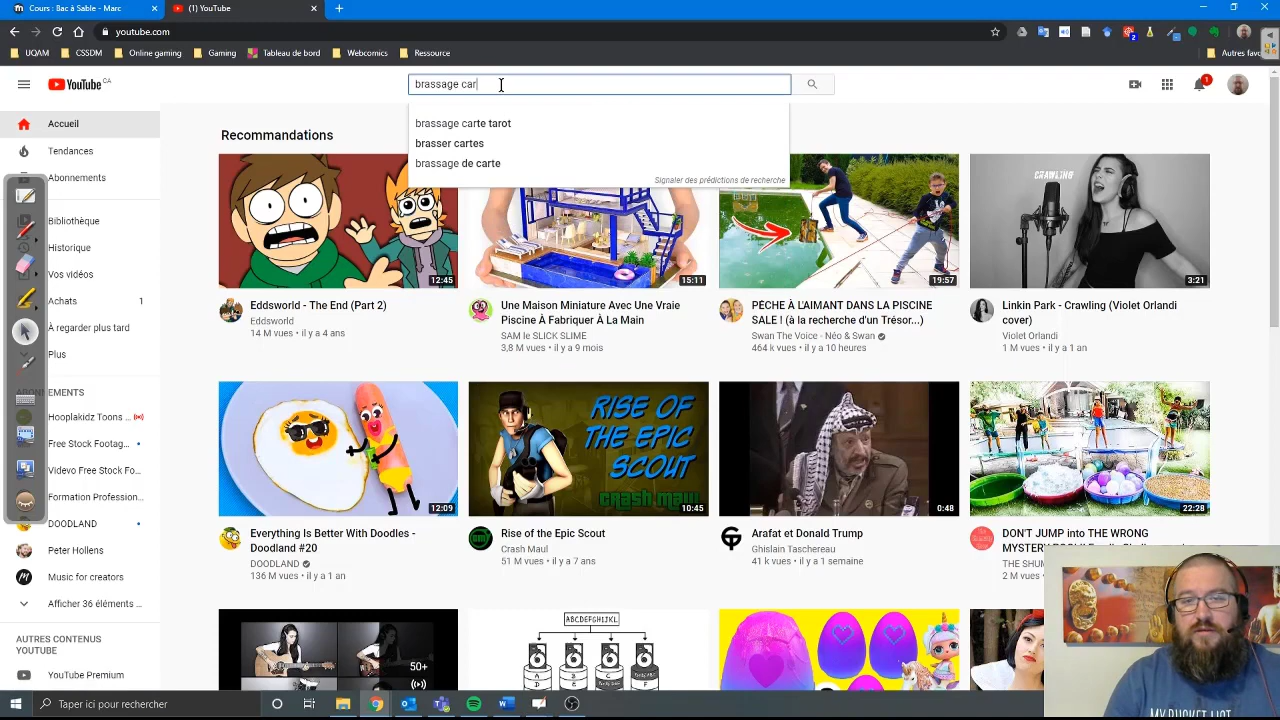 Cours : Bac à Sable - Marc
(1) YouTube
youtube.com
2
UQAM
CSSDM
Online gaming
Gaming
Tableau de bord
Webcomics
Ressource
Autres favo
YouTube CA
brassage car
1
brassage carte tarot
brasser cartes
brassage de carte
Signaler des prédictions de recherche
Accueil
Tendances
Abonnements
Bibliothèque
Historique
Vos vidéos
Achats
1
À regarder plus tard
Plus
Hooplakidz Toons ...
Free Stock Footag...
Videvo Free Stock Fo...
Formation Profession...
DOODLAND
Peter Hollens
Music for creators
Afficher 36 éléments ...
AUTRES CONTENUS
YOUTUBE
YouTube Premium
Recommandations
12:45
Eddsworld - The End (Part 2)
Eddsworld
14 M vues • il y a 4 ans
15:11
Une Maison Miniature Avec Une Vraie
Piscine À Fabriquer À La Main
SAM le SLICK SLIME
3,8 M vues • il y a 9 mois
19:57
PÊCHE À L'AIMANT DANS LA PISCINE
SALE ! (à la recherche d'un Trésor...)
Swan The Voice - Néo & Swan
464 k vues • il y a 10 heures
CRAWLING
3:21
Linkin Park - Crawling (Violet Orlandi
cover)
Violet Orlandi
1 M vues • il y a 1 an
12:09
Everything Is Better With Doodles -
Doodland #20
DOODLAND
136 M vues • il y a 1 an
RISE OF
THE EPIC
SCOUT
CRASH MAUL
10:45
Rise of the Epic Scout
Crash Maul
51 M vues • il y a 7 ans
0:48
Arafat et Donald Trump
Ghislain Taschereau
41 k vues • il y a 1 semaine
22:28
DON'T JUMP into THE WRONG
2 M vues
50+
ABCDEFGHIJKL
MY BUCKET LIST
Taper ici pour rechercher